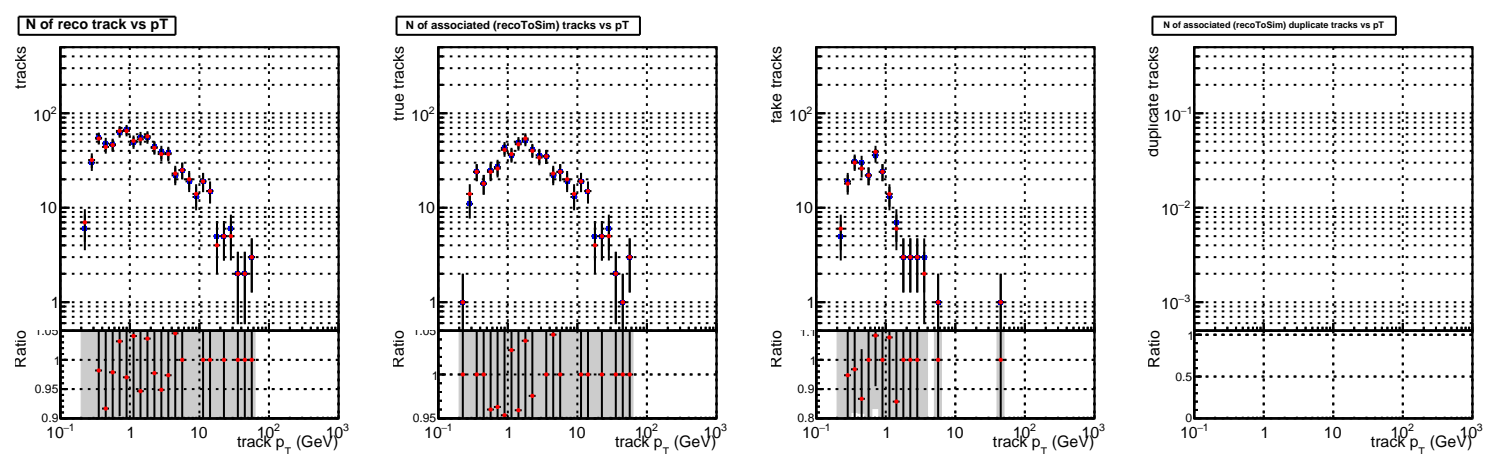 N of reco track vs pT
tracks
10²
10
1
Ratio
1.05
1
0.95
0.9
10⁻¹ 1 10 10² 10³
track p_T (GeV)
N of associated (recoToSim) tracks vs pT
true tracks
10²
10
1
Ratio
1.05
1
0.95
10⁻¹ 1 10 10² 10³
track p_T (GeV)
fake tracks
10²
10
1
Ratio
1.1
1
0.9
0.8
10⁻¹ 1 10 10² 10³
track p_T (GeV)
N of associated (recoToSim) duplicate tracks vs pT
duplicate tracks
10⁻¹
10⁻²
10⁻³
Ratio
1
0.5
0
10⁻¹ 1 10 10² 10³
track p_T (GeV)